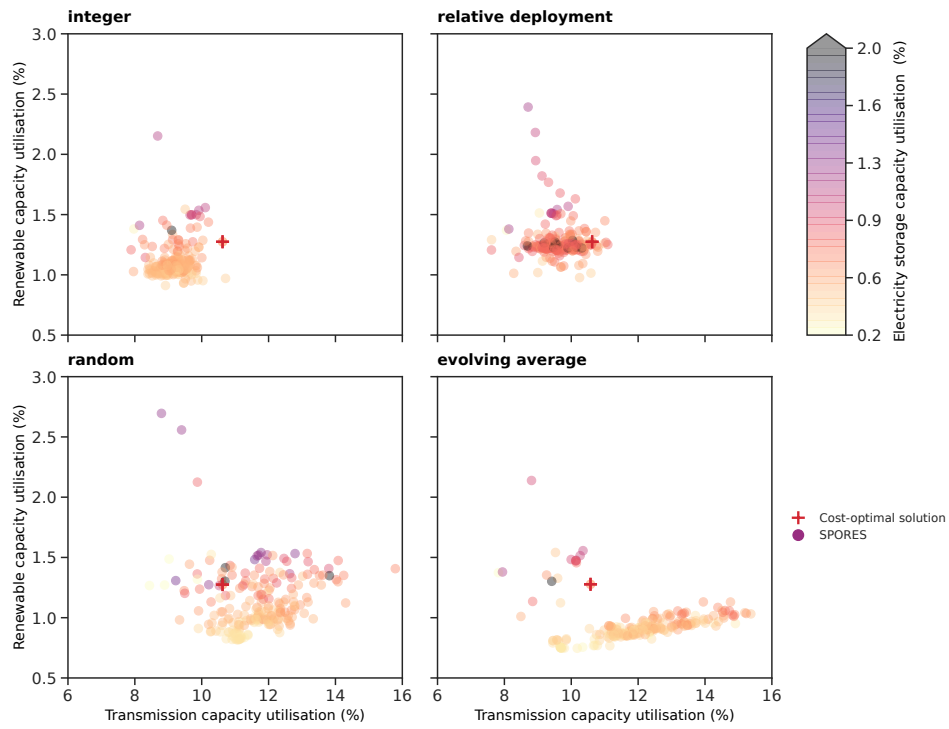 integer
relative deployment
3.0
2.5
2.0
1.5
1.0
0.5
Renewable capacity utilisation (%)
2.0
1.6
1.3
0.9
0.6
0.2
Electricity storage capacity utilisation (%)
random
evolving average
3.0
2.5
2.0
1.5
1.0
0.5
Renewable capacity utilisation (%)
6 8 10 12 14 16
6 8 10 12 14 16
Transmission capacity utilisation (%)
Transmission capacity utilisation (%)
Cost-optimal solution
SPORES